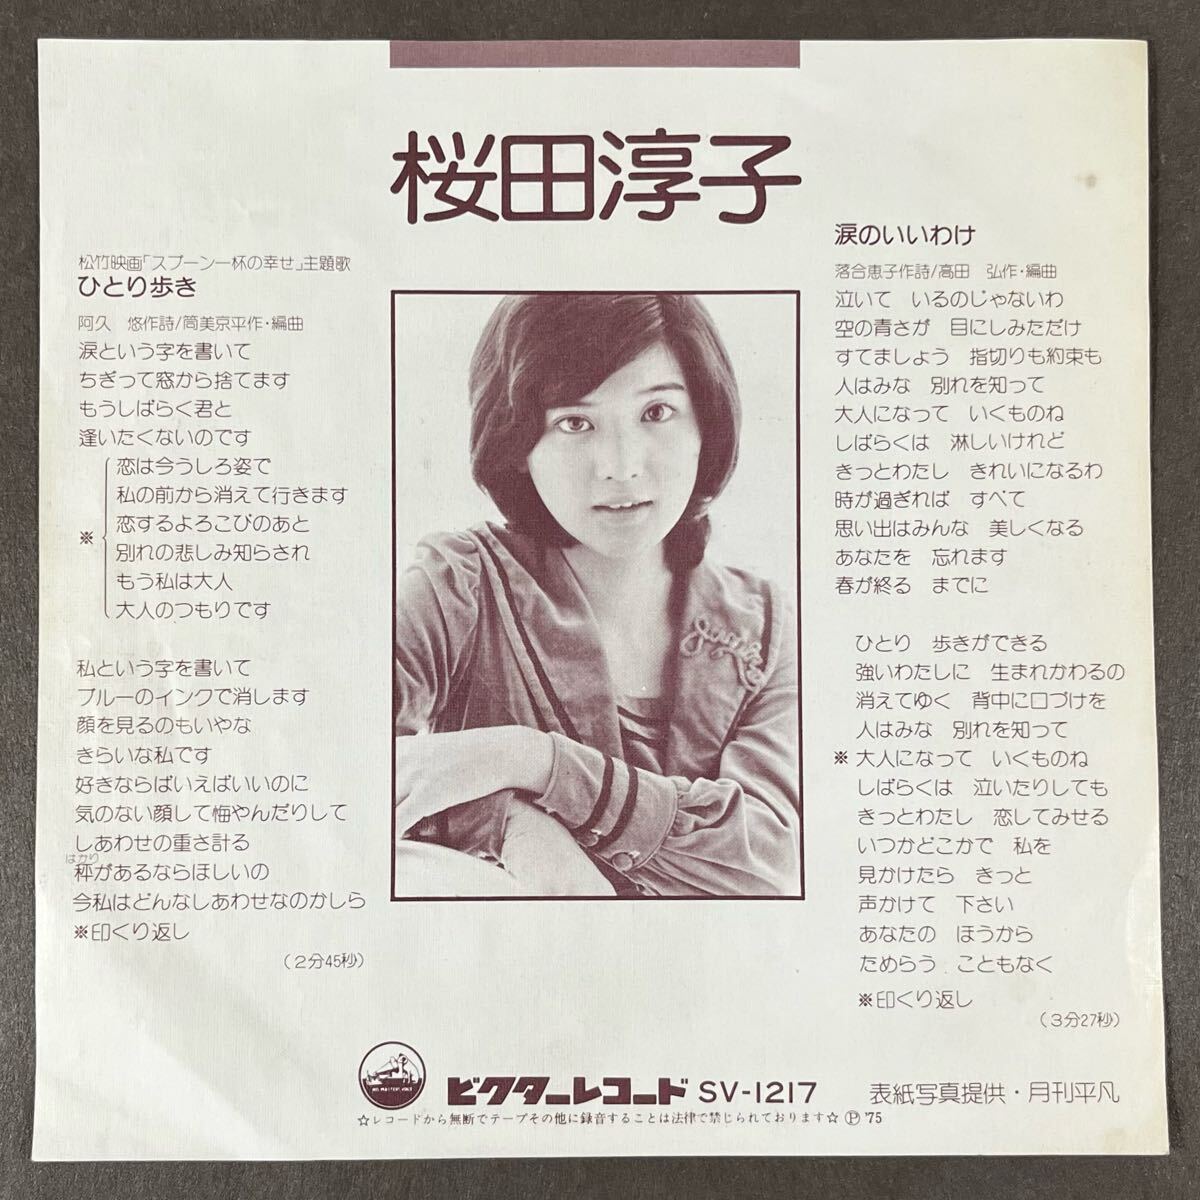 桜田淳子
松竹映画「スプーン一杯の幸せ」主題歌
ひとり歩き
阿久　悠作詩/筒美京平作・編曲
涙という字を書いて
ちぎって窓から捨てます
もうしばらく君と
逢いたくないのです
※
恋は今うしろ姿で
私の前から消えて行きます
恋するよろこびのあと
別れの悲しみ知らされ
もう私は大人
大人のつもりです
私という字を書いて
ブルーのインクで消します
顔を見るのもいやな
きらいな私です
好きならばいえばいいのに
気のない顔して悔やんだりして
しあわせの重さ計る
はかり
秤があるならほしいの
今私はどんなしあわせなのかしら
※印くり返し
(2分45秒)
涙のいいわけ
落合恵子作詩/高田　弘作・編曲
泣いて　いるのじゃないわ
空の青さが　目にしみただけ
すてましょう　指切りも約束も
人はみな　別れを知って
大人になって　いくものね
しばらくは　淋しいけれど
きっとわたし　きれいになるわ
時が過ぎれば　すべて
思い出はみんな　美しくなる
あなたを　忘れます
春が終る　までに
ひとり　歩きができる
強いわたしに　生まれかわるの
消えてゆく　背中に口づけを
人はみな　別れを知って
※大人になって　いくものね
しばらくは　泣いたりしても
きっとわたし　恋してみせる
いつかどこかで　私を
見かけたら　きっと
声かけて　下さい
あなたの　ほうから
ためらう　こともなく
※印くり返し
(3分27秒)
HIS MASTER'S VOICE
ビクターレコード SV-1217
表紙写真提供・月刊平凡
☆レコードから無断でテープその他に録音することは法律で禁じられております☆ Ⓟ '75